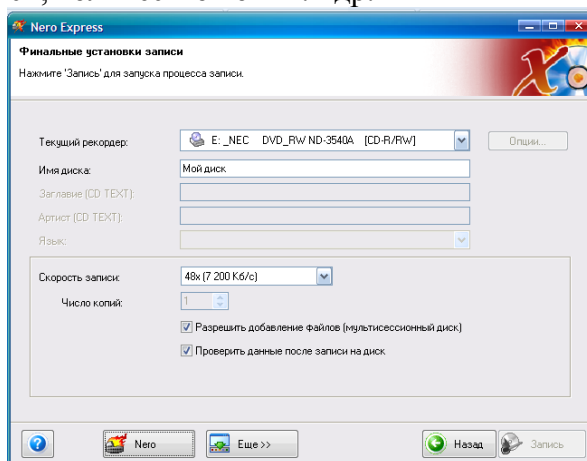 Nero Express
Финальные установки записи
Нажмите 'Запись' для запуска процесса записи.
Текущий рекордер: E: _NEC DVD_RW ND-3540A [CD-R/RW] Опции...
Имя диска: Мой диск
Заглавие (CD TEXT):
Артист (CD TEXT):
Язык:
Скорость записи: 48x (7 200 Кб/с)
Число копий: 1
Разрешить добавление файлов (мультисессионный диск)
Проверить данные после записи на диск
Nero Еще >> Назад Запись